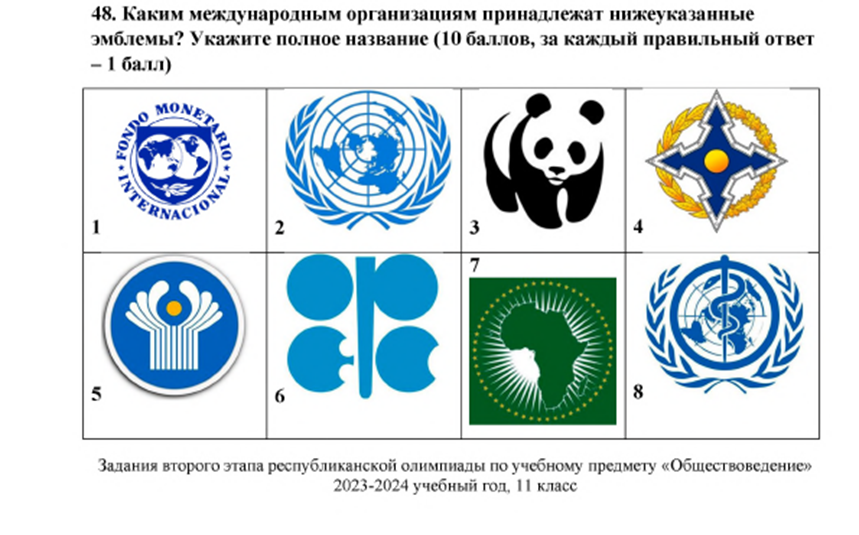 48. Каким международным организациям принадлежат нижеуказанные
эмблемы? Укажите полное название (10 баллов, за каждый правильный ответ
– 1 балл)
FONDO MONETARIO
INTERNACIONAL
1
2
3
4
5
6
7
8
Задания второго этапа республиканской олимпиады по учебному предмету «Обществоведение»
2023-2024 учебный год, 11 класс